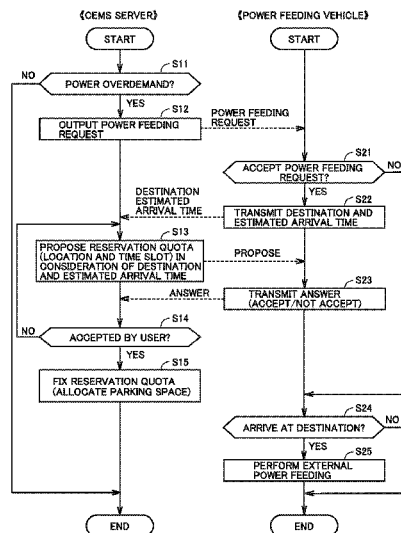 《CEMS SERVER》
START
S11
NO
POWER OVERDEMAND?
YES
S12
OUTPUT POWER FEEDING
REQUEST
DESTINATION
ESTIMATED
ARRIVAL TIME
S13
PROPOSE RESERVATION QUOTA
(LOCATION AND TIME SLOT) IN
CONSIDERATION OF DESTINATION
AND ESTIMATED ARRIVAL TIME
ANSWER
S14
NO
ACCEPTED BY USER?
YES
S15
FIX RESERVATION QUOTA
(ALLOCATE PARKING SPACE)
END
《POWER FEEDING VEHICLE》
START
POWER FEEDING
REQUEST
S21
ACCEPT POWER FEEDING
REQUEST?
NO
YES
S22
TRANSMIT DESTINATION AND
ESTIMATED ARRIVAL TIME
PROPOSE
S23
TRANSMIT ANSWER
(ACCEPT/NOT ACCEPT)
S24
ARRIVE AT DESTINATION?
NO
YES
S25
PERFORM EXTERNAL
POWER FEEDING
END